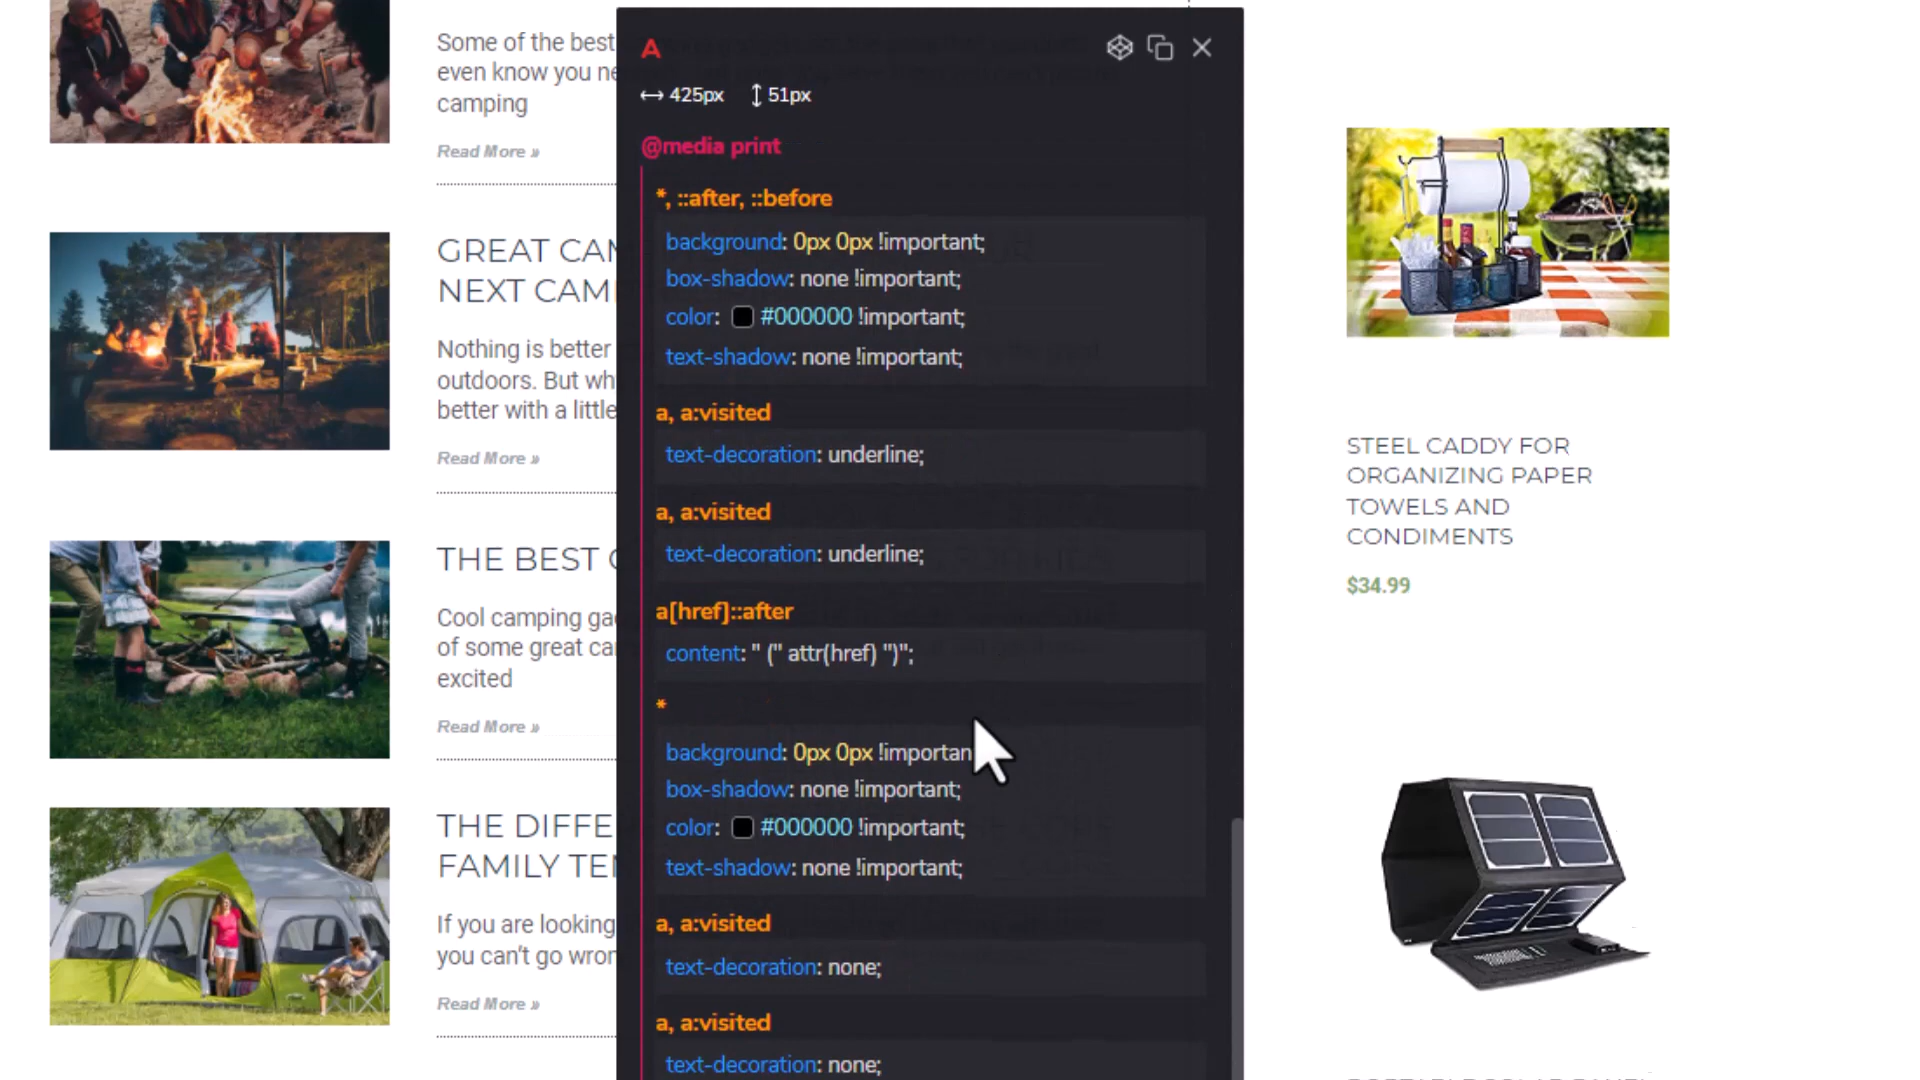 Some of the best
even know you ne
camping
Read More »
GREAT CAM
NEXT CAM
Nothing is better
outdoors. But wh
better with a little
Read More »
THE BEST
Cool camping ga
of some great ca
excited
Read More »
THE DIFFE
FAMILY TE
If you are looking
you can't go wron
Read More »
A
425px 51px
@media print
*, ::after, ::before
background: 0px 0px !important;
box-shadow: none !important;
color: #000000 !important;
text-shadow: none !important;
a, a:visited
text-decoration: underline;
a, a:visited
text-decoration: underline;
a[href]::after
content: " (" attr(href) ")";
*
background: 0px 0px !importan
box-shadow: none !important;
color: #000000 !important;
text-shadow: none !important;
a, a:visited
text-decoration: none;
a, a:visited
text-decoration: none;
STEEL CADDY FOR
ORGANIZING PAPER
TOWELS AND
CONDIMENTS
$34.99